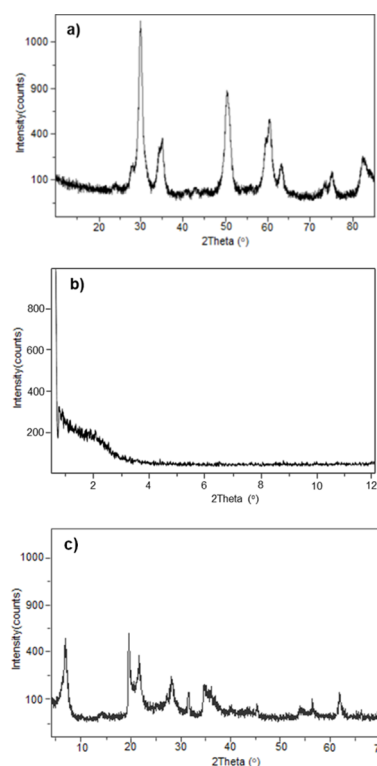 a)
1000
900
400
100
Intensity(counts)
20 30 40 50 60 70 80
2Theta (°)
b)
800
600
400
200
Intensity(counts)
2 4 6 8 10 12
2Theta (°)
c)
1000
900
400
100
Intensity(counts)
10 20 30 40 50 60 70
2Theta (°)